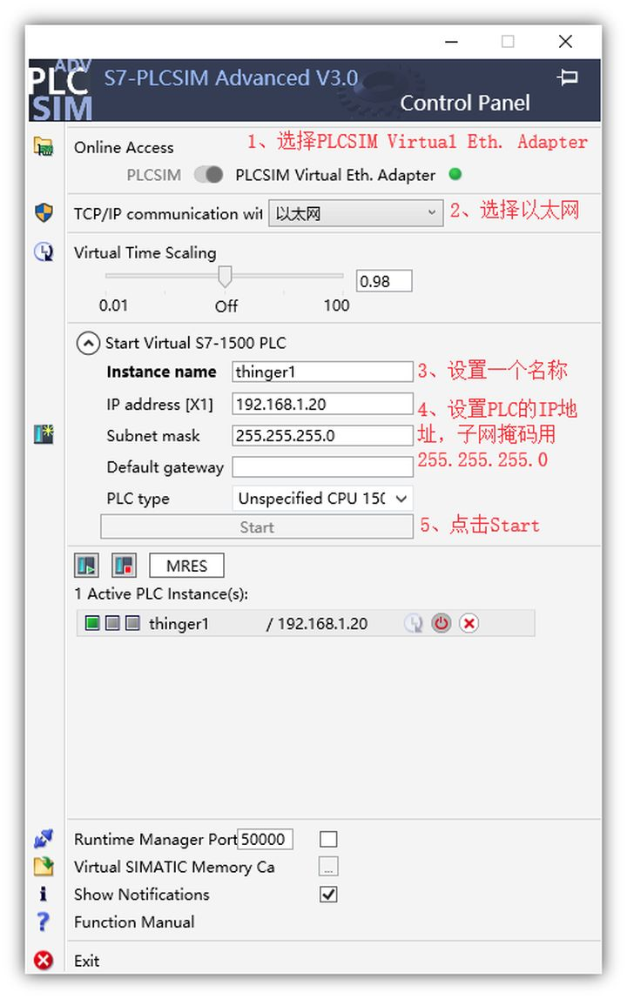 ADV
PLC
SIM
S7-PLCSIM Advanced V3.0
Control Panel
Online Access
1、选择PLCSIM Virtual Eth. Adapter
PLCSIM
PLCSIM Virtual Eth. Adapter
TCP/IP communication wit
以太网
2、选择以太网
Virtual Time Scaling
0.98
0.01
Off
100
Start Virtual S7-1500 PLC
Instance name
thinger1
3、设置一个名称
IP address [X1]
192.168.1.20
4、设置PLC的IP地
址，子网掩码用
255.255.255.0
Subnet mask
255.255.255.0
Default gateway
PLC type
Unspecified CPU 150
Start
5、点击Start
MRES
1 Active PLC Instance(s):
thinger1
/ 192.168.1.20
Runtime Manager Port
50000
Virtual SIMATIC Memory Ca
...
Show Notifications
Function Manual
Exit